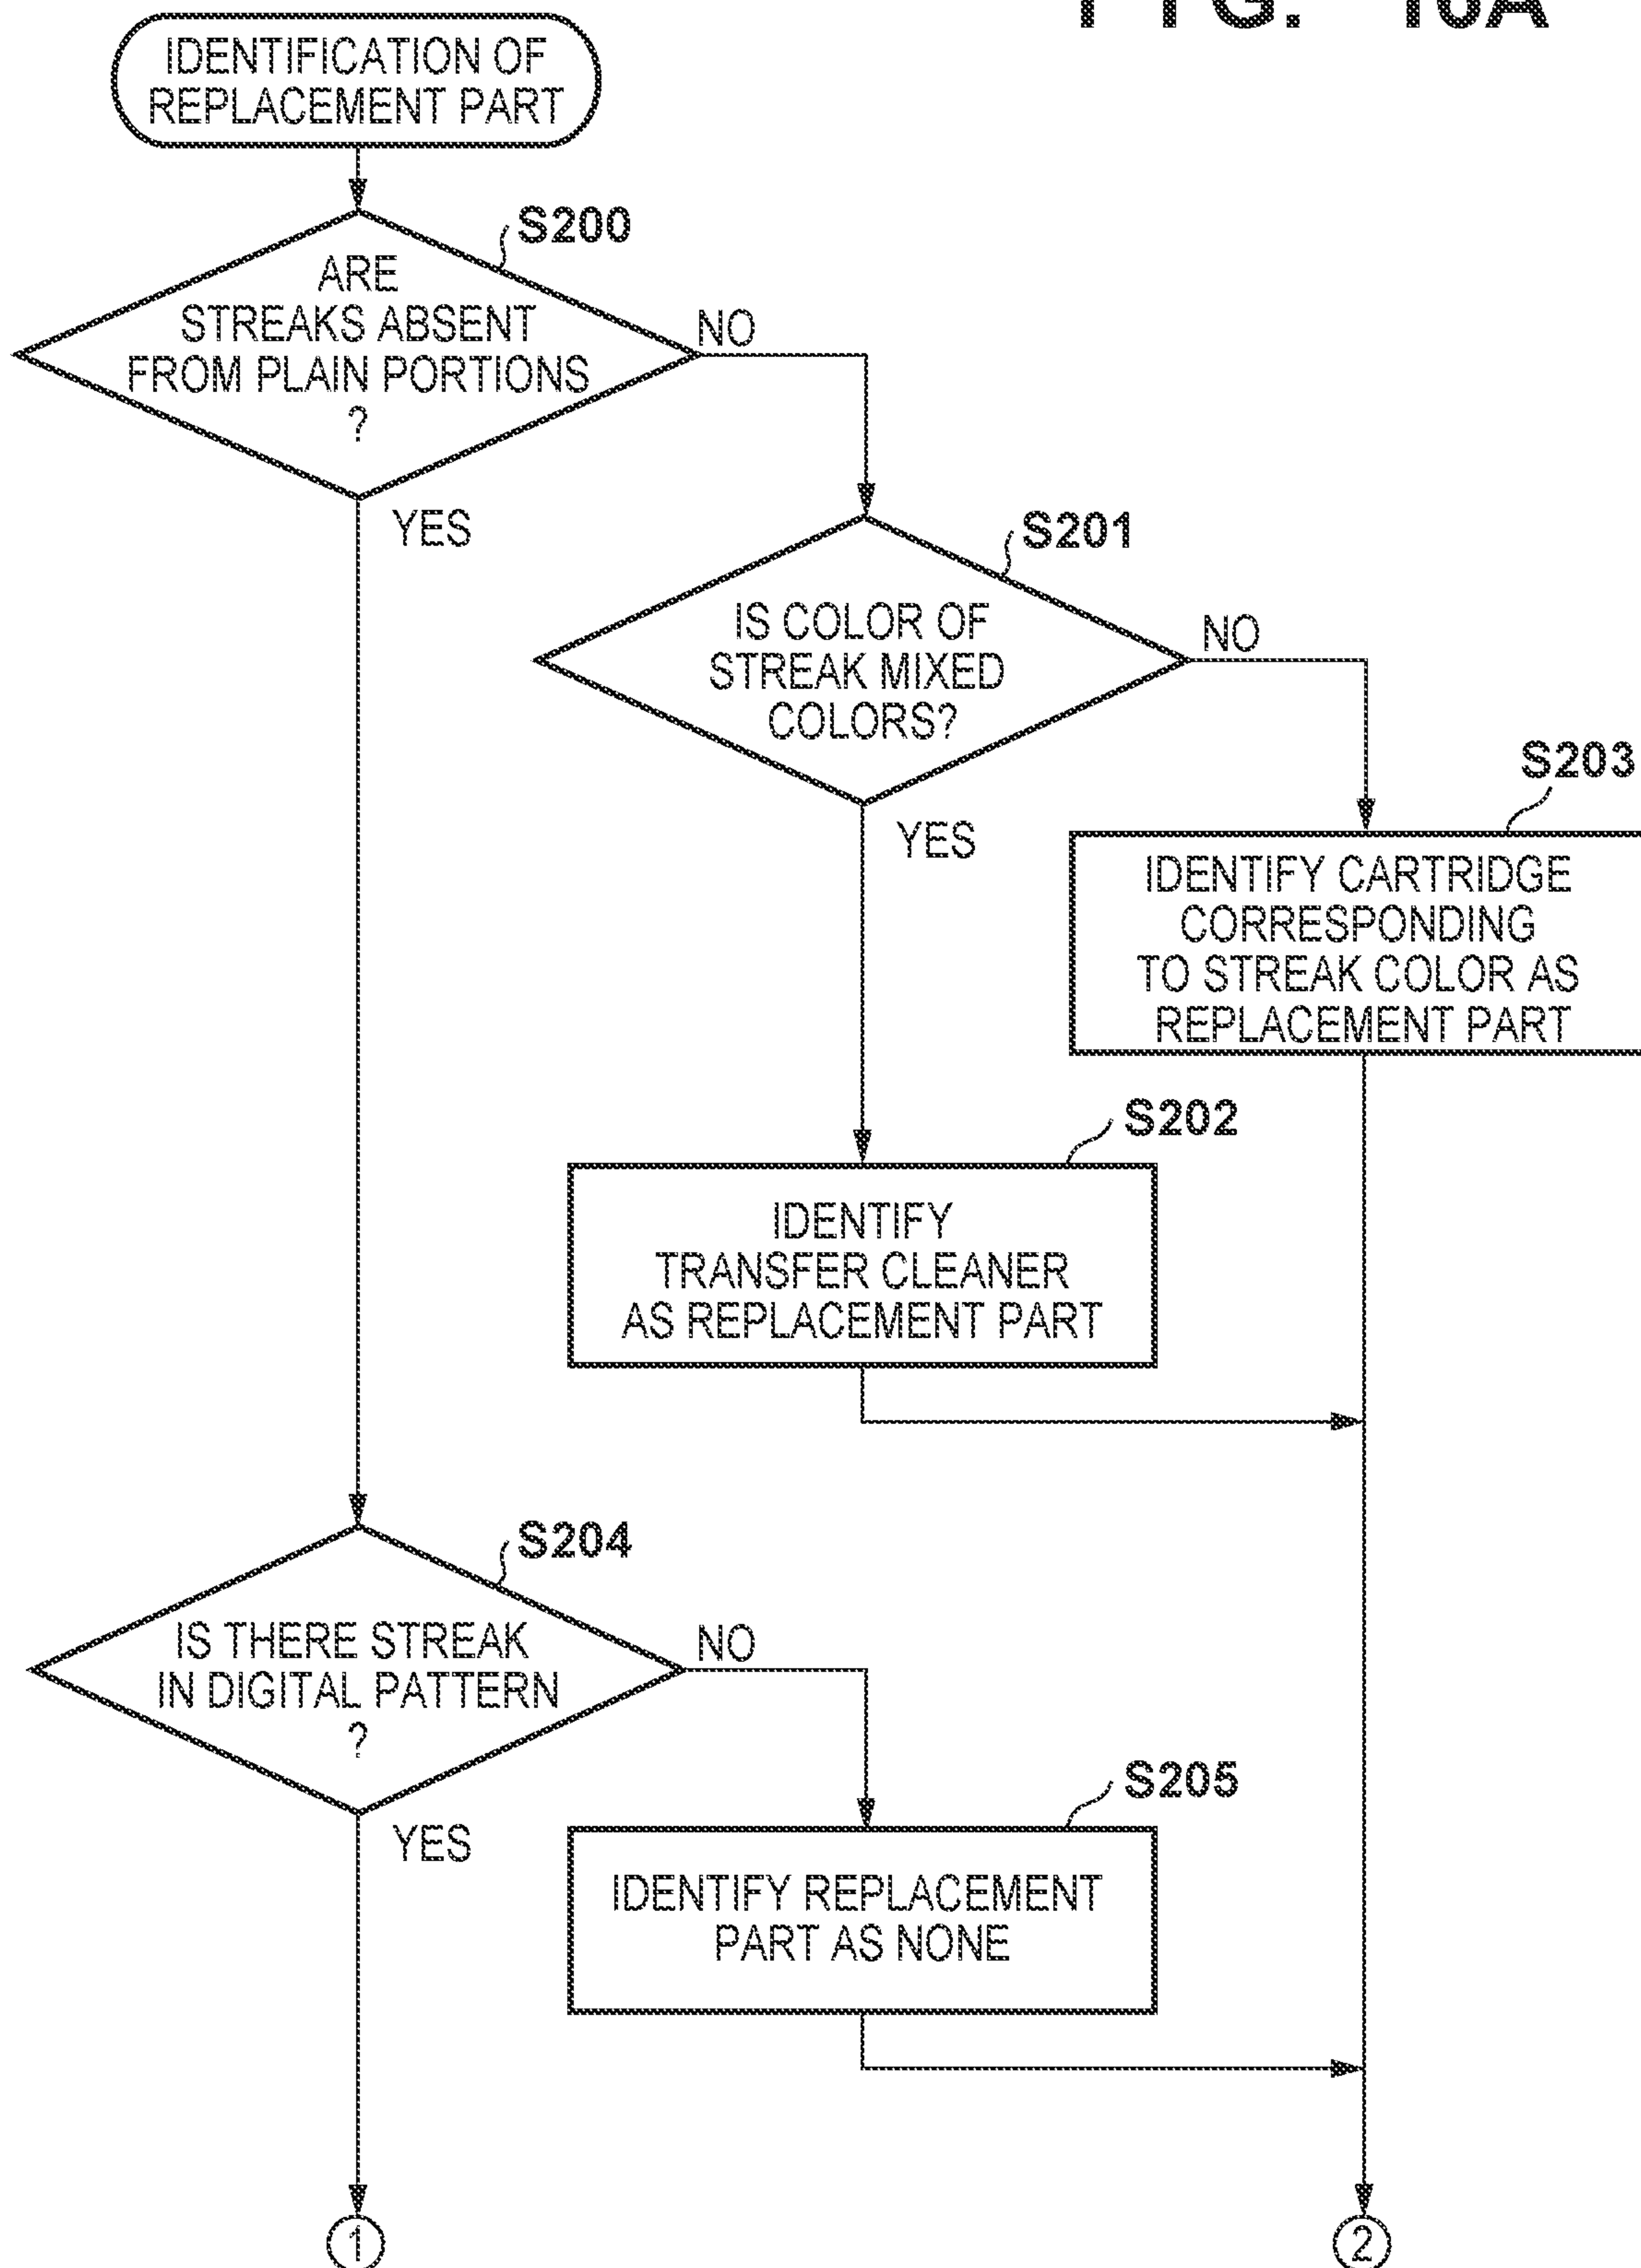 FIG. 10A
IDENTIFICATION OF
REPLACEMENT PART
S200
ARE
STREAKS ABSENT
FROM PLAIN PORTIONS
?
NO
YES
S201
IS COLOR OF
STREAK MIXED
COLORS?
NO
YES
S203
IDENTIFY CARTRIDGE
CORRESPONDING
TO STREAK COLOR AS
REPLACEMENT PART
S202
IDENTIFY
TRANSFER CLEANER
AS REPLACEMENT PART
S204
IS THERE STREAK
IN DIGITAL PATTERN
?
NO
YES
S205
IDENTIFY REPLACEMENT
PART AS NONE
1
2